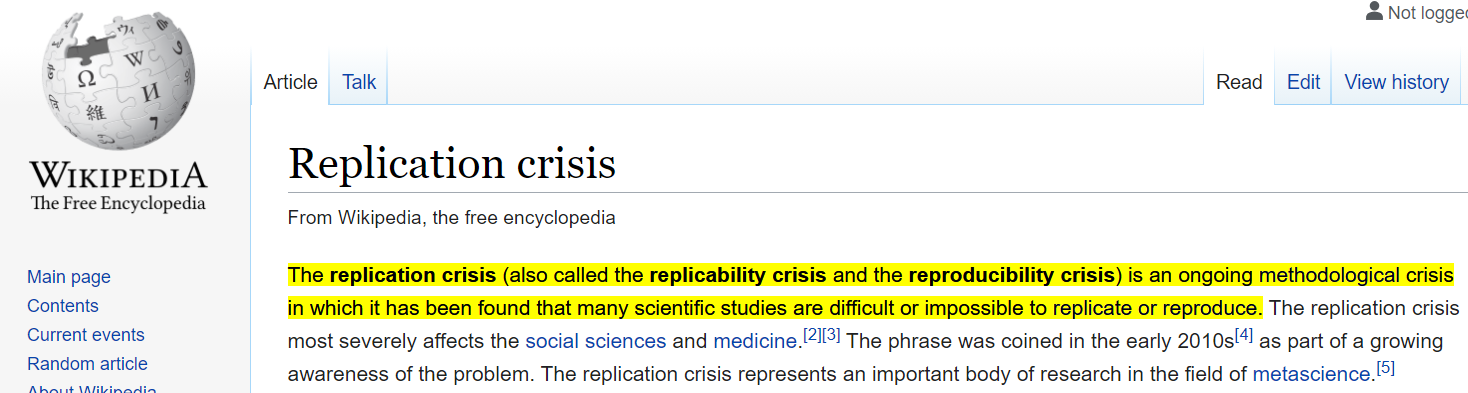 Not logge
Article Talk Read Edit View history
Ω W И 維 7
WIKIPEDIA
The Free Encyclopedia
Replication crisis
From Wikipedia, the free encyclopedia
Main page
Contents
Current events
Random article
About Wikipedia
The replication crisis (also called the replicability crisis and the reproducibility crisis) is an ongoing methodological crisis
in which it has been found that many scientific studies are difficult or impossible to replicate or reproduce. The replication crisis
most severely affects the social sciences and medicine.[2][3] The phrase was coined in the early 2010s[4] as part of a growing
awareness of the problem. The replication crisis represents an important body of research in the field of metascience.[5]